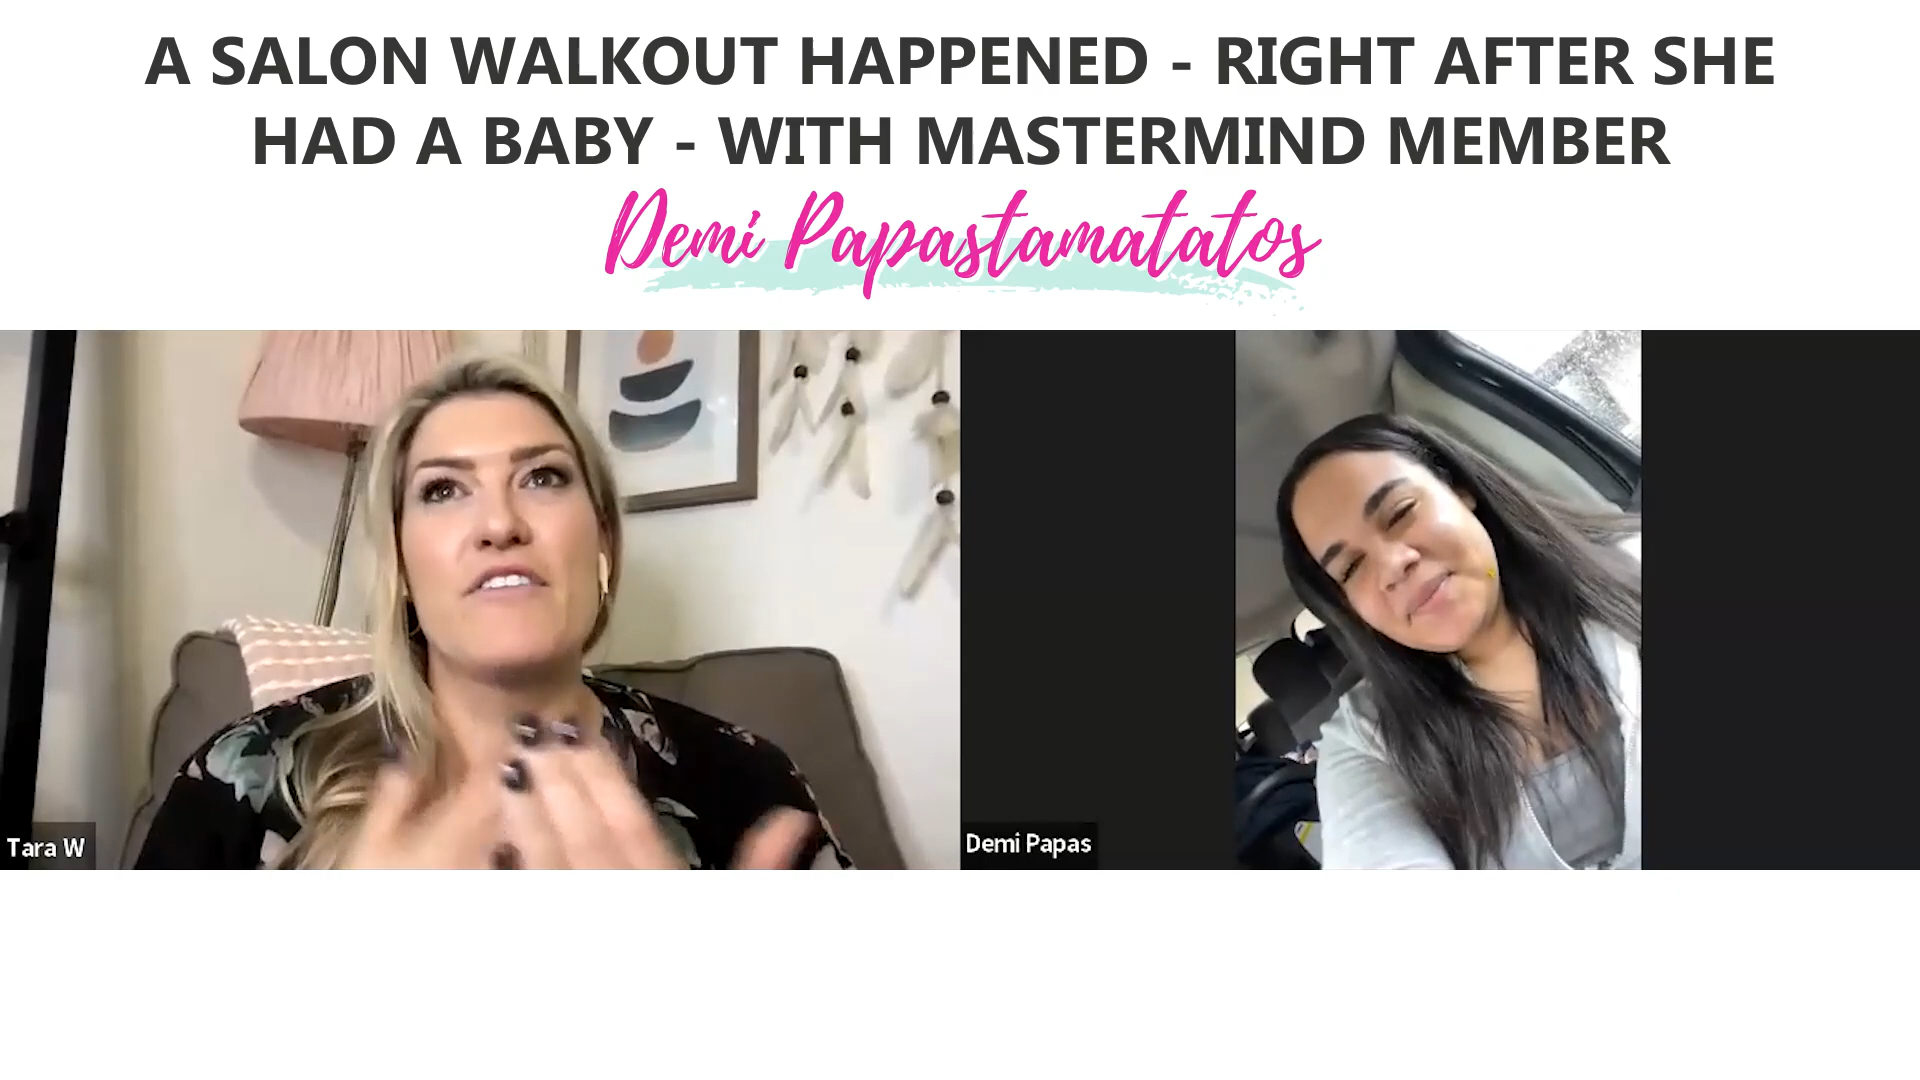 A SALON WALKOUT HAPPENED - RIGHT AFTER SHE
HAD A BABY - WITH MASTERMIND MEMBER
Demi Papastamatatos
Tara W
Demi Papas